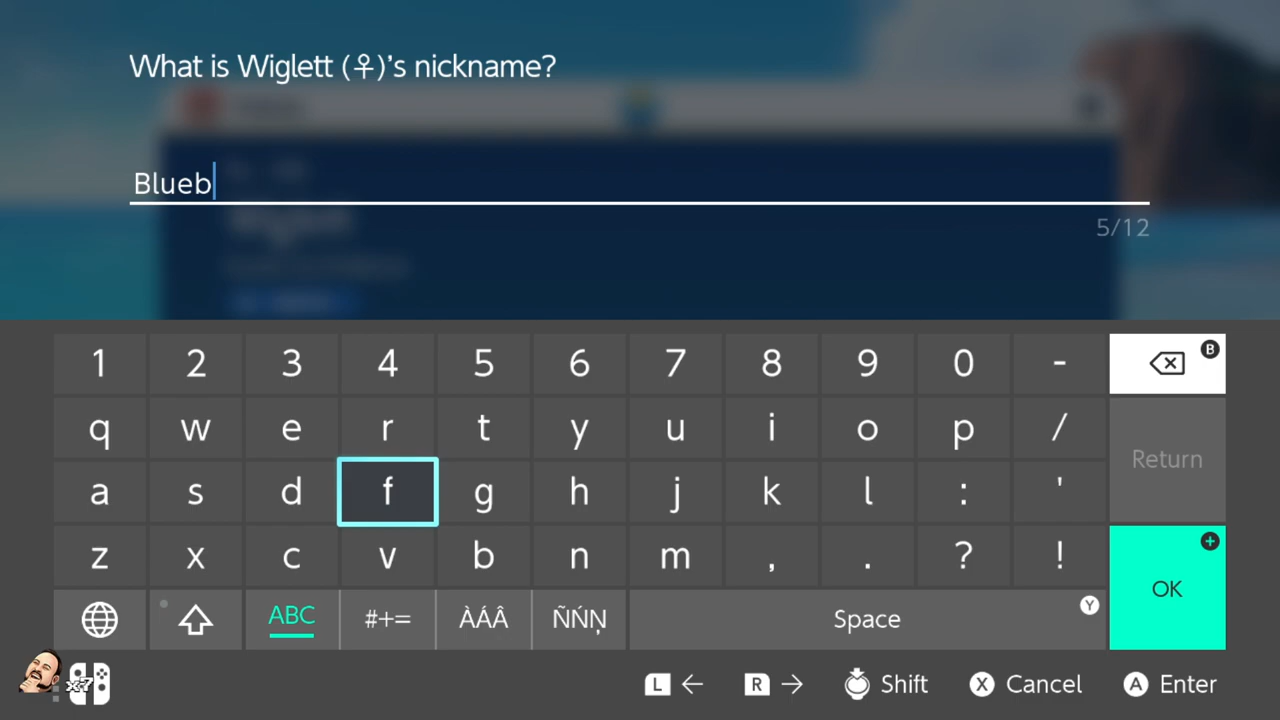 What is Wiglett (♀)'s nickname?
Blueb
5/12
1 2 3 4 5 6 7 8 9 0 - B
q w e r t y u i o p / Return
a s d f g h j k l : '
z x c v b n m , . ? ! +
OK
ABC #+= ÀÁÂ ÑŃŅ Space Y
x7 L ← R → Shift X Cancel A Enter